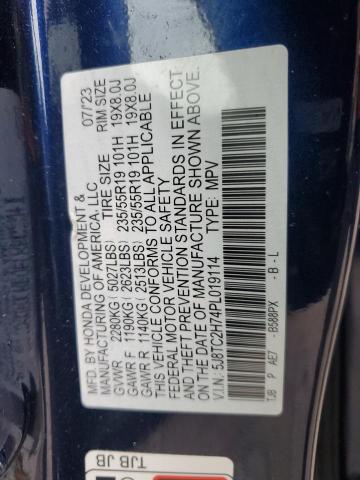 MFD. BY HONDA DEVELOPMENT & 07/'23
MANUFACTURING OF AMERICA, LLC
TIRE SIZE RIM SIZE
GVWR 2280KG ( 5027LBS)
GAWR F 1190KG ( 2623LBS) 235/55R19 101H 19X8.0J
GAWR R 1140KG ( 2513LBS) 235/55R19 101H 19X8.0J
THIS VEHICLE CONFORMS TO ALL APPLICABLE
FEDERAL MOTOR VEHICLE SAFETY
AND THEFT PREVENTION STANDARDS IN EFFECT
ON THE DATE OF MANUFACTURE SHOWN ABOVE.
V.I.N.: 5J8TC2H74PL019114 TYPE: MPV
TJB P AE7 - B588PX - B - L
TJB JB